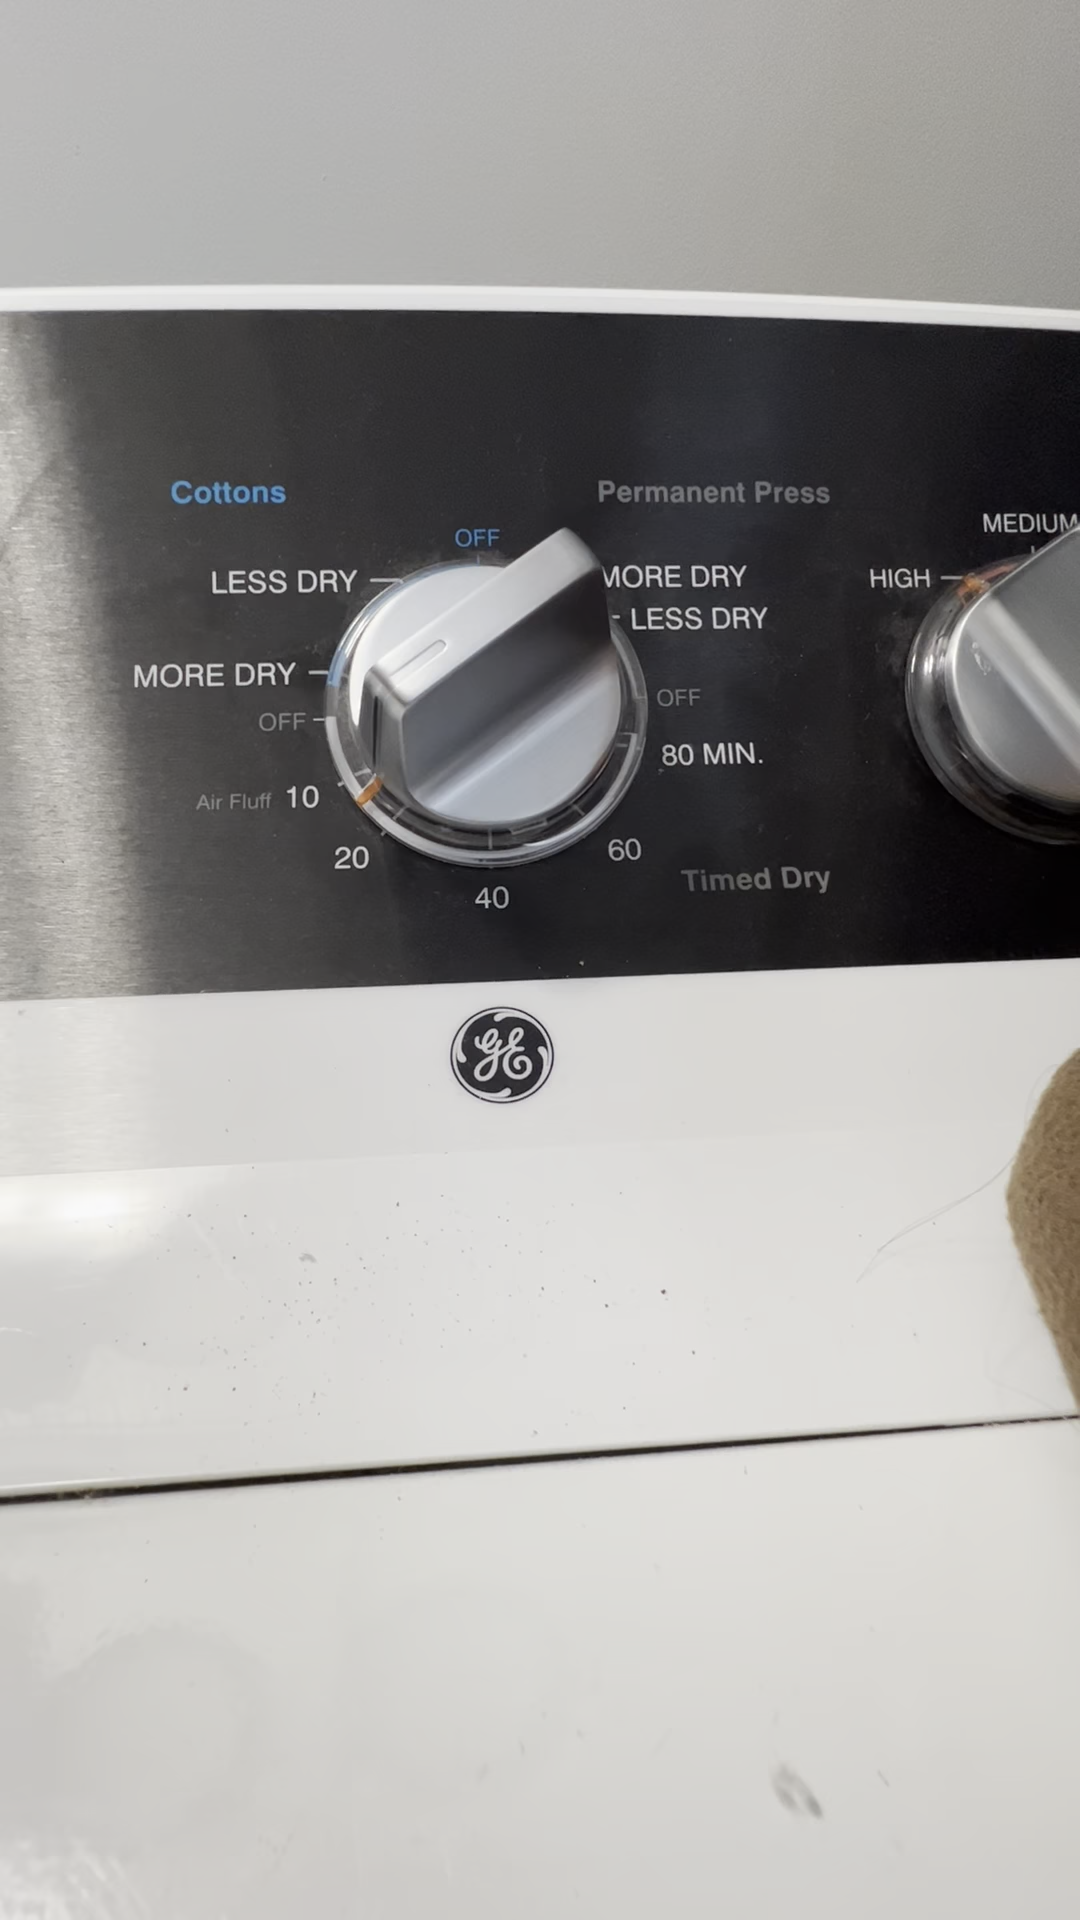 Cottons
Permanent Press
OFF
MEDIUM
LESS DRY
MORE DRY
HIGH
LESS DRY
MORE DRY
OFF
OFF
80 MIN.
Air Fluff 10
20
60
Timed Dry
40
GE